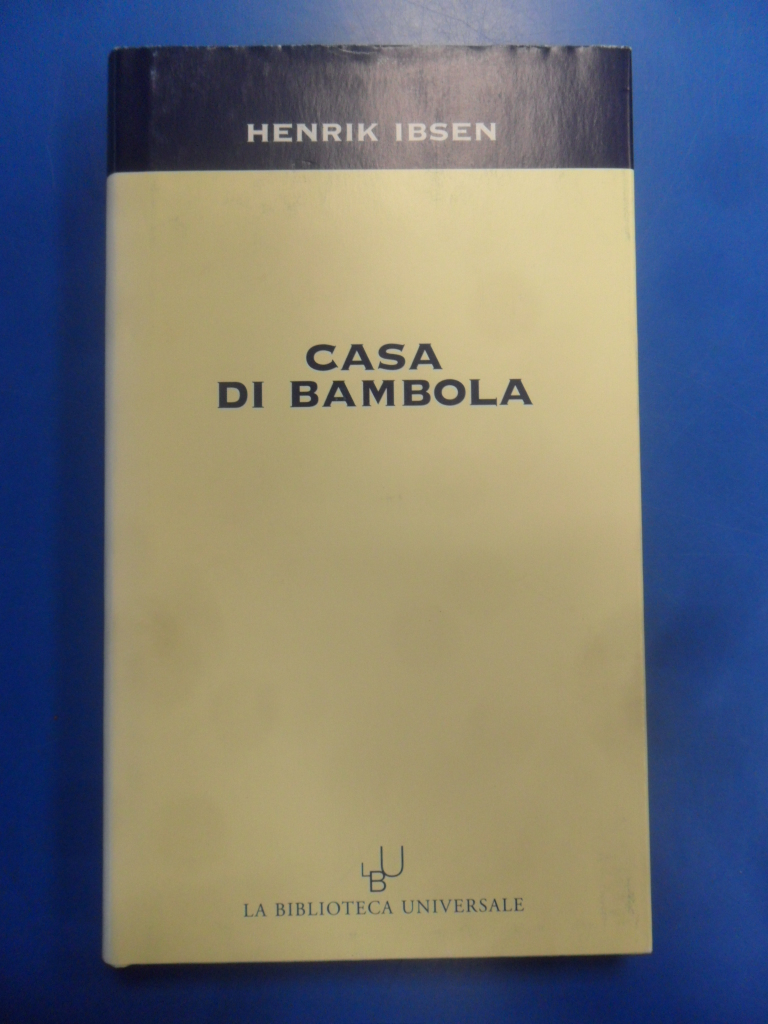 HENRIK IBSEN
CASA
DI BAMBOLA
LBU
LA BIBLIOTECA UNIVERSALE